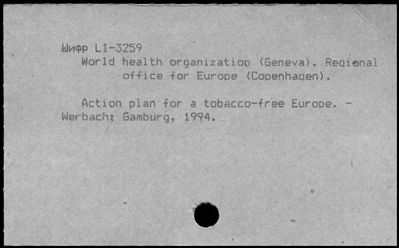 Шифр L1-3259
World health organization (Geneva). Regional
office for Europe (Copenhagen).
Action plan for a tobacco-free Europe. -
Werbach; Gamburg, 1994.